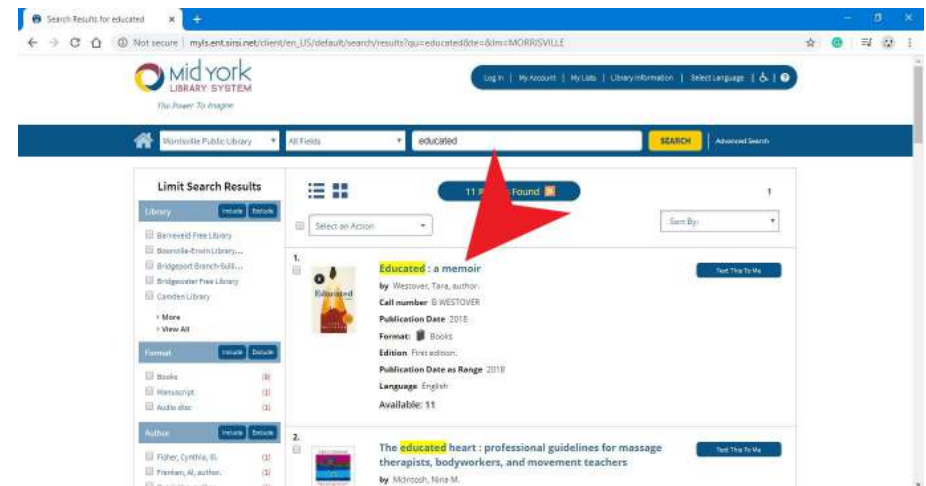 Search Results for educated × +
Not secure | myls.ent.sirsi.net/client/en_US/default/search/results?qu=educated&te=&lm=MORRISVILLE
Mid York
LIBRARY SYSTEM
The Power To Imagine
Log In | My Account | My Lists | Library Information | Select Language
Morrisville Public Library
All Fields
educated
SEARCH
Advanced Search
Limit Search Results
11 Found
1
Library Include Exclude
Select an Action
Sort By:
Barneveld Free Library
Boonville-Erwin Library...
Bridgeport Branch-Sulli...
Bridgewater Free Library
Camden Library
› More
› View All
Format Include Exclude
Books
Manuscript (1)
Audio disc (1)
Author Include Exclude
Fisher, Cynthia, ill. (1)
(1)
1.
Educated
Educated : a memoir
Text This To Me
by Westover, Tara, author.
Call number B WESTOVER
Publication Date 2018
Format: Books
Edition First edition.
Publication Date as Range 2018
Language English
Available: 11
2.
The educated heart : professional guidelines for massage
therapists, bodyworkers, and movement teachers
Text This To Me
by McIntosh, Nina M.